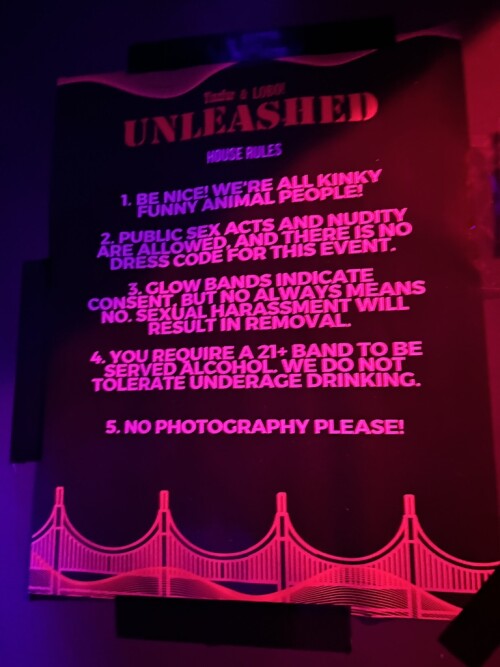 & LOBO!
UNLEASHED
HOUSE RULES
1. BE NICE! WE'RE ALL KINKY
FUNNY ANIMAL PEOPLE!
2. PUBLIC SEX ACTS AND NUDITY
ARE ALLOWED, AND THERE IS NO
DRESS CODE FOR THIS EVENT.
3. GLOW BANDS INDICATE
CONSENT, BUT NO ALWAYS MEANS
NO. SEXUAL HARASSMENT WILL
RESULT IN REMOVAL.
4. YOU REQUIRE A 21+ BAND TO BE
SERVED ALCOHOL. WE DO NOT
TOLERATE UNDERAGE DRINKING.
5. NO PHOTOGRAPHY PLEASE!